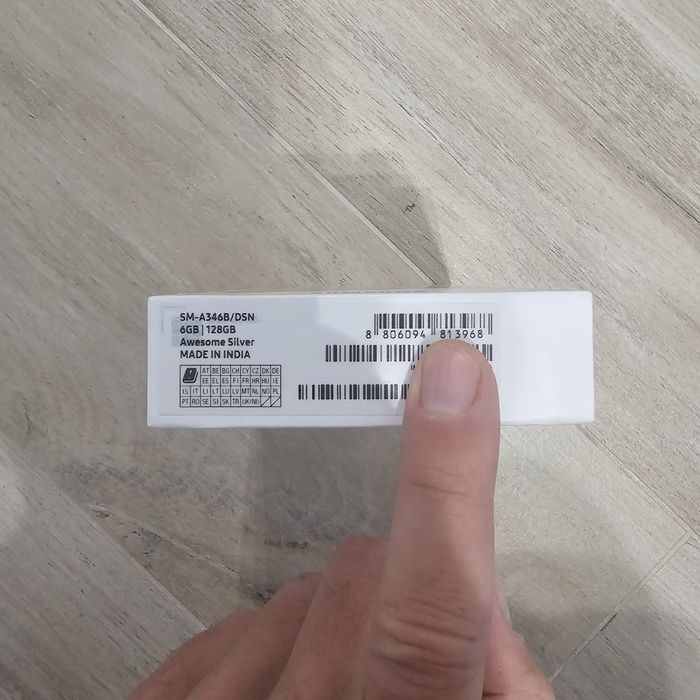 SM-A346B/DSN
6GB | 128GB
Awesome Silver
MADE IN INDIA
8 806094 813968
AT BE BG CH CY CZ DK DE
EE EL ES FI FR HR HU IE
IS IT LI LT LU LV MT NL NO PL
PT RO SE SI SK TR UK(NI)